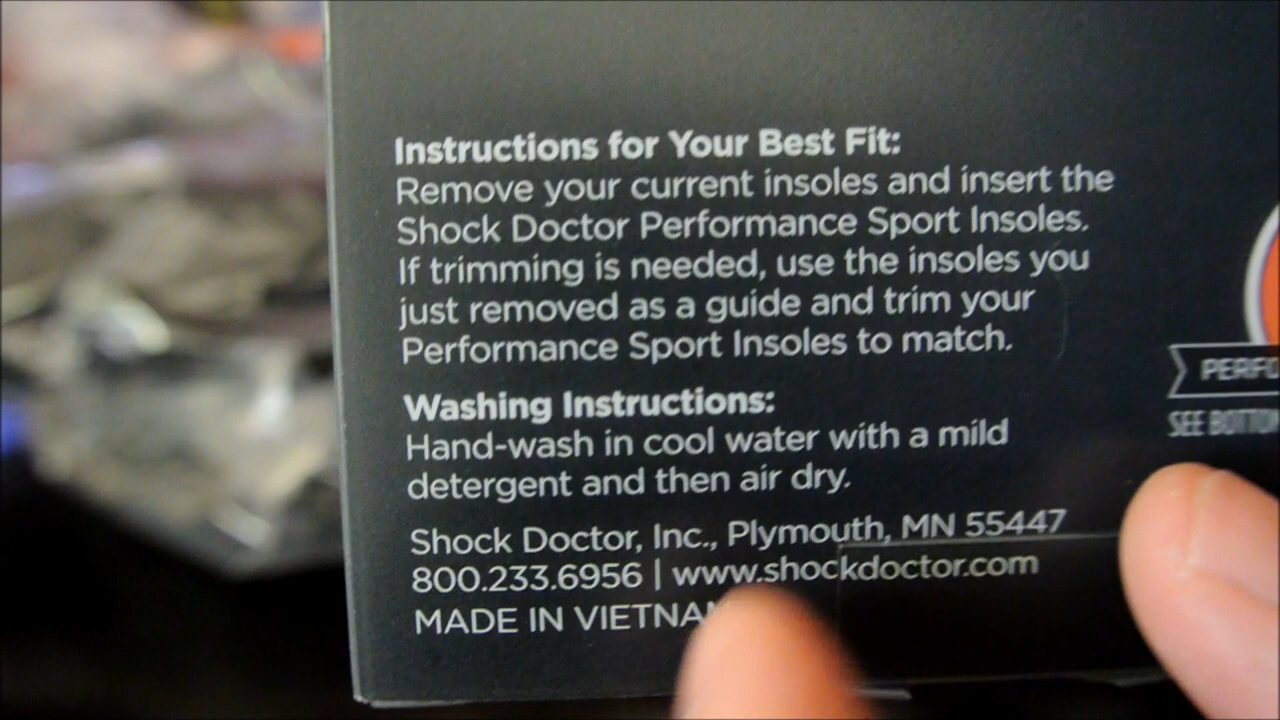 Instructions for Your Best Fit:
Remove your current insoles and insert the
Shock Doctor Performance Sport Insoles.
If trimming is needed, use the insoles you
just removed as a guide and trim your
Performance Sport Insoles to match.
Washing Instructions:
Hand-wash in cool water with a mild
detergent and then air dry.
Shock Doctor, Inc., Plymouth, MN 55447
800.233.6956 | www.shockdoctor.com
MADE IN
SEE